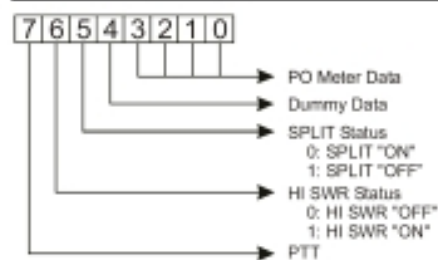 7 6 5 4 3 2 1 0
PO Meter Data
Dummy Data
SPLIT Status
0: SPLIT "ON"
1: SPLIT "OFF"
HI SWR Status
0: HI SWR "OFF"
1: HI SWR "ON"
PTT